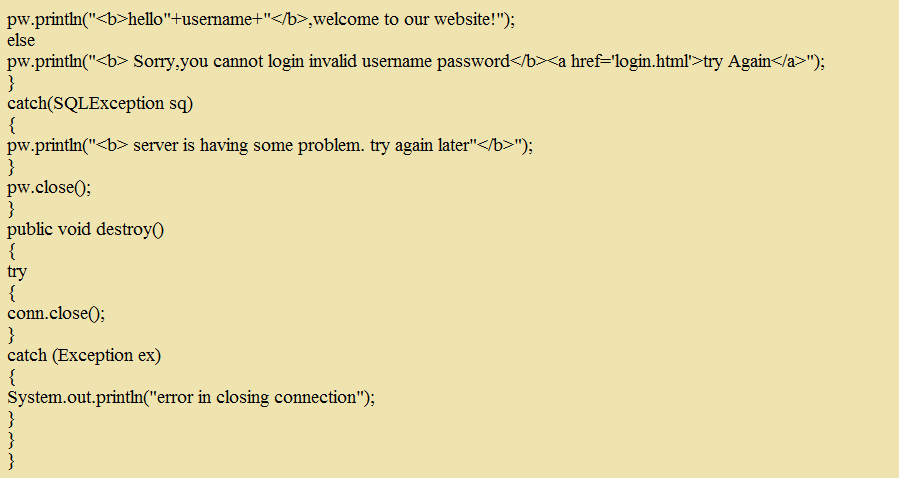 pw.println("<b>hello"+username+"</b>,welcome to our website!");
else
pw.println("<b> Sorry,you cannot login invalid username password</b><a href='login.html'>try Again</a>");
}
catch(SQLException sq)
{
pw.println("<b> server is having some problem. try again later"</b>");
}
pw.close();
}
public void destroy()
{
try
{
conn.close();
}
catch (Exception ex)
{
System.out.println("error in closing connection");
}
}
}